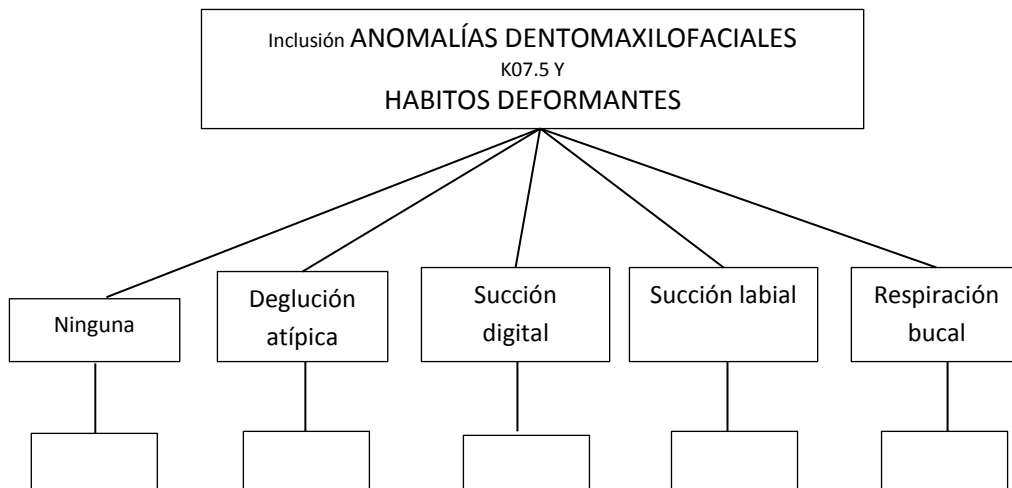 Inclusión ANOMALÍAS DENTOMAXILOFACIALES
K07.5 Y
HABITOS DEFORMANTES
Ninguna
Deglución
atípica
Succión
digital
Succión labial
Respiración
bucal